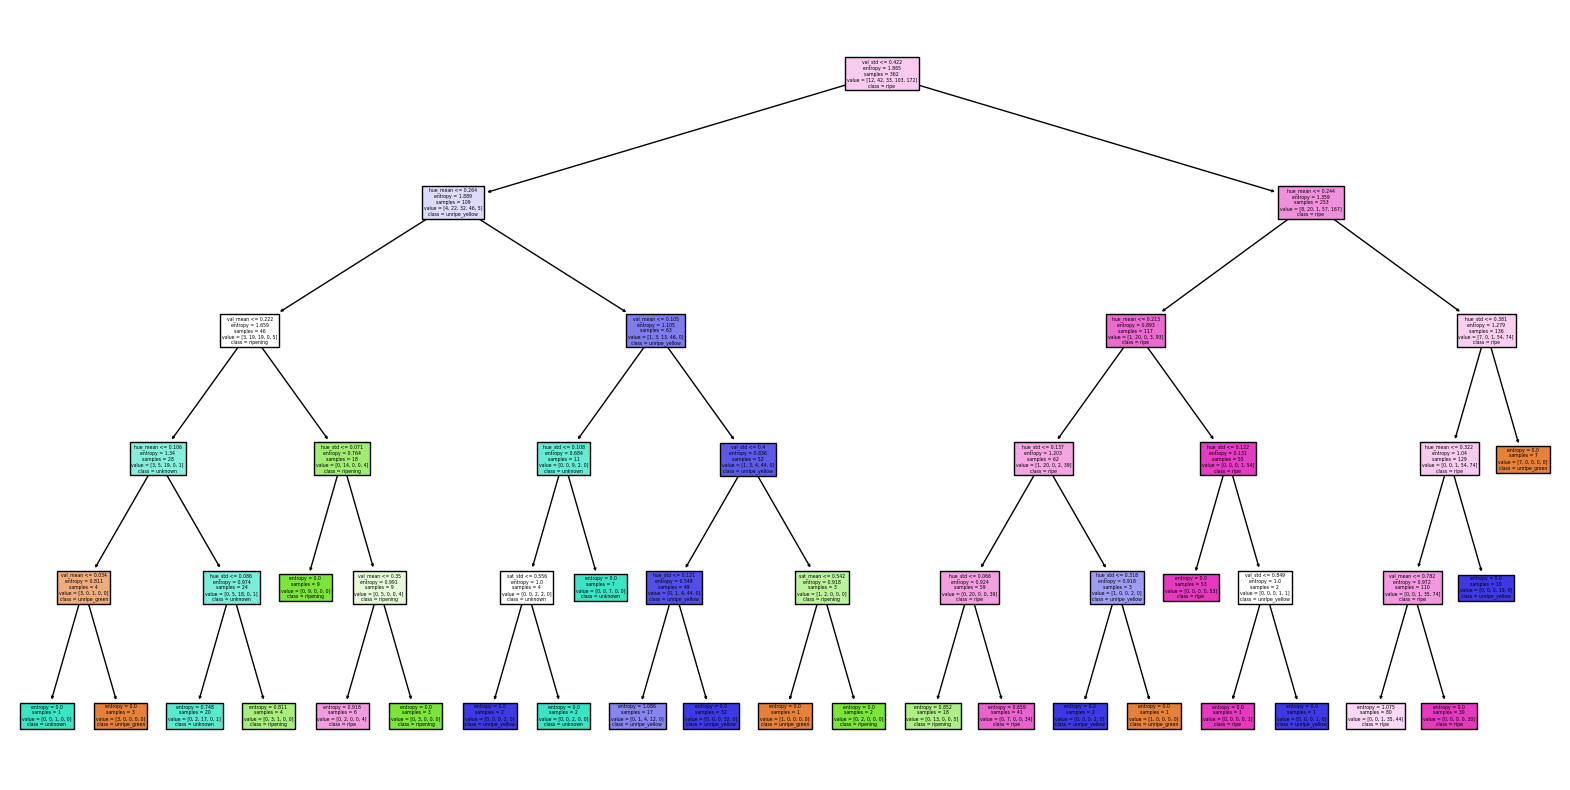 val_std <= 0.422
entropy = 1.865
samples = 362
value = [12, 42, 33, 103, 172]
class = ripe
hue_mean <= 0.264
entropy = 1.889
samples = 109
value = [4, 22, 32, 46, 5]
class = unripe_yellow
hue_mean <= 0.244
entropy = 1.359
samples = 253
value = [8, 20, 1, 57, 167]
class = ripe
val_mean <= 0.222
entropy = 1.659
samples = 46
value = [3, 19, 19, 0, 5]
class = ripening
val_mean <= 0.105
entropy = 1.105
samples = 63
value = [1, 3, 13, 46, 0]
class = unripe_yellow
hue_mean <= 0.213
entropy = 0.893
samples = 117
value = [1, 20, 0, 3, 93]
class = ripe
hue_std <= 0.381
entropy = 1.279
samples = 136
value = [7, 0, 1, 54, 74]
class = ripe
hue_mean <= 0.106
entropy = 1.34
samples = 28
value = [3, 5, 19, 0, 1]
class = unknown
hue_std <= 0.071
entropy = 0.764
samples = 18
value = [0, 14, 0, 0, 4]
class = ripening
hue_std <= 0.108
entropy = 0.684
samples = 11
value = [0, 0, 9, 2, 0]
class = unknown
val_std <= 0.4
entropy = 0.836
samples = 52
value = [1, 3, 4, 44, 0]
class = unripe_yellow
hue_std <= 0.137
entropy = 1.203
samples = 62
value = [1, 20, 0, 2, 39]
class = ripe
hue_std <= 0.122
entropy = 0.131
samples = 55
value = [0, 0, 0, 1, 54]
class = ripe
hue_mean <= 0.322
entropy = 1.04
samples = 129
value = [0, 0, 1, 54, 74]
class = ripe
entropy = 0.0
samples = 7
value = [7, 0, 0, 0, 0]
class = unripe_green
val_mean <= 0.034
entropy = 0.811
samples = 4
value = [3, 0, 1, 0, 0]
class = unripe_green
hue_std <= 0.086
entropy = 0.974
samples = 24
value = [0, 5, 18, 0, 1]
class = unknown
entropy = 0.0
samples = 9
value = [0, 9, 0, 0, 0]
class = ripening
val_mean <= 0.35
entropy = 0.991
samples = 9
value = [0, 5, 0, 0, 4]
class = ripening
sat_std <= 0.556
entropy = 1.0
samples = 4
value = [0, 0, 2, 2, 0]
class = unknown
entropy = 0.0
samples = 7
value = [0, 0, 7, 0, 0]
class = unknown
hue_std <= 0.121
entropy = 0.549
samples = 49
value = [0, 1, 4, 44, 0]
class = unripe_yellow
sat_mean <= 0.542
entropy = 0.918
samples = 3
value = [1, 2, 0, 0, 0]
class = ripening
hue_std <= 0.066
entropy = 0.924
samples = 59
value = [0, 20, 0, 0, 39]
class = ripe
hue_std <= 0.318
entropy = 0.918
samples = 3
value = [1, 0, 0, 2, 0]
class = unripe_yellow
entropy = 0.0
samples = 53
value = [0, 0, 0, 0, 53]
class = ripe
val_std <= 0.849
entropy = 1.0
samples = 2
value = [0, 0, 0, 1, 1]
class = unripe_yellow
val_mean <= 0.782
entropy = 0.972
samples = 110
value = [0, 0, 1, 35, 74]
class = ripe
entropy = 0.0
samples = 19
value = [0, 0, 0, 19, 0]
class = unripe_yellow
entropy = 0.0
samples = 1
value = [0, 0, 1, 0, 0]
class = unknown
entropy = 0.0
samples = 3
value = [3, 0, 0, 0, 0]
class = unripe_green
entropy = 0.748
samples = 20
value = [0, 2, 17, 0, 1]
class = unknown
entropy = 0.811
samples = 4
value = [0, 3, 1, 0, 0]
class = ripening
entropy = 0.918
samples = 6
value = [0, 2, 0, 0, 4]
class = ripe
entropy = 0.0
samples = 3
value = [0, 3, 0, 0, 0]
class = ripening
entropy = 0.0
samples = 2
value = [0, 0, 0, 2, 0]
class = unripe_yellow
entropy = 0.0
samples = 2
value = [0, 0, 2, 0, 0]
class = unknown
entropy = 1.086
samples = 17
value = [0, 1, 4, 12, 0]
class = unripe_yellow
entropy = 0.0
samples = 32
value = [0, 0, 0, 32, 0]
class = unripe_yellow
entropy = 0.0
samples = 1
value = [1, 0, 0, 0, 0]
class = unripe_green
entropy = 0.0
samples = 2
value = [0, 2, 0, 0, 0]
class = ripening
entropy = 0.852
samples = 18
value = [0, 13, 0, 0, 5]
class = ripening
entropy = 0.659
samples = 41
value = [0, 7, 0, 0, 34]
class = ripe
entropy = 0.0
samples = 2
value = [0, 0, 0, 2, 0]
class = unripe_yellow
entropy = 0.0
samples = 1
value = [1, 0, 0, 0, 0]
class = unripe_green
entropy = 0.0
samples = 1
value = [0, 0, 0, 0, 1]
class = ripe
entropy = 0.0
samples = 1
value = [0, 0, 0, 1, 0]
class = unripe_yellow
entropy = 1.075
samples = 80
value = [0, 0, 1, 35, 44]
class = ripe
entropy = 0.0
samples = 30
value = [0, 0, 0, 0, 30]
class = ripe